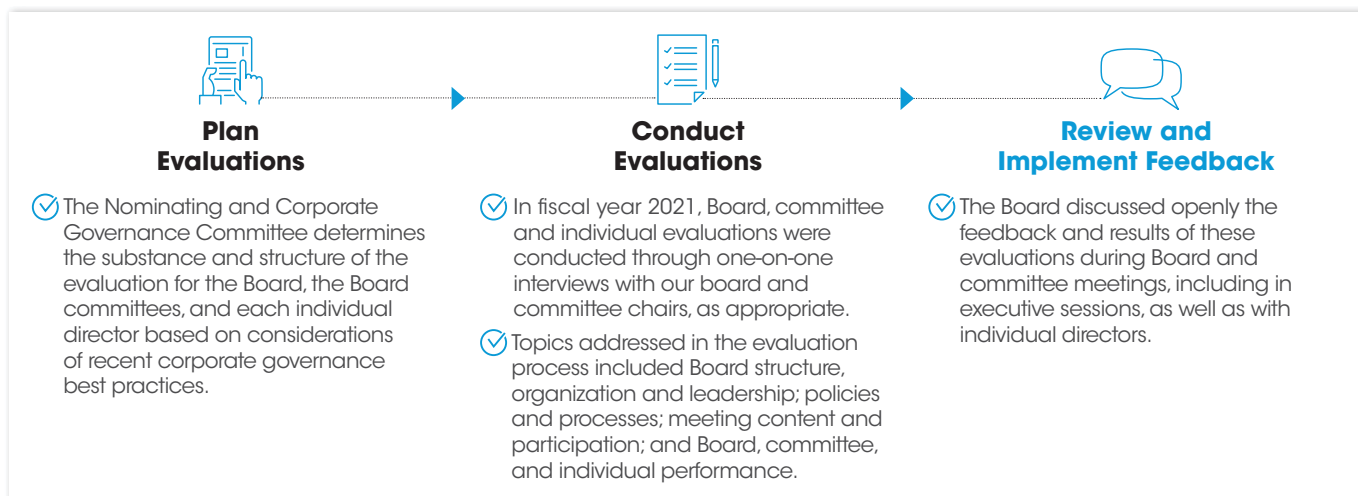 Plan
Evaluations
The Nominating and Corporate
Governance Committee determines
the substance and structure of the
evaluation for the Board, the Board
committees, and each individual
director based on considerations
of recent corporate governance
best practices.
Conduct
Evaluations
In fiscal year 2021, Board, committee
and individual evaluations were
conducted through one-on-one
interviews with our board and
committee chairs, as appropriate.
Topics addressed in the evaluation
process included Board structure,
organization and leadership; policies
and processes; meeting content and
participation; and Board, committee,
and individual performance.
Review and
Implement Feedback
The Board discussed openly the
feedback and results of these
evaluations during Board and
committee meetings, including in
executive sessions, as well as with
individual directors.